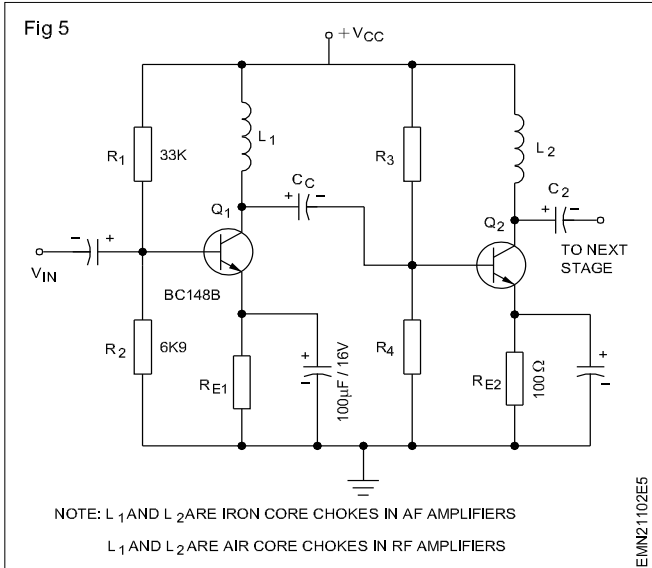 Fig 5
+VCC
R1 33K
L1
R3
L2
CC
+ -
Q1
C2
+ -
Q2
- +
VIN
TO NEXT
STAGE
BC148B
R2 6K9
RE1
+
-
100μF / 16V
R4
RE2
100Ω
+
-
NOTE: L1 AND L2 ARE IRON CORE CHOKES IN AF AMPLIFIERS
L1 AND L2 ARE AIR CORE CHOKES IN RF AMPLIFIERS
EMN21102E5